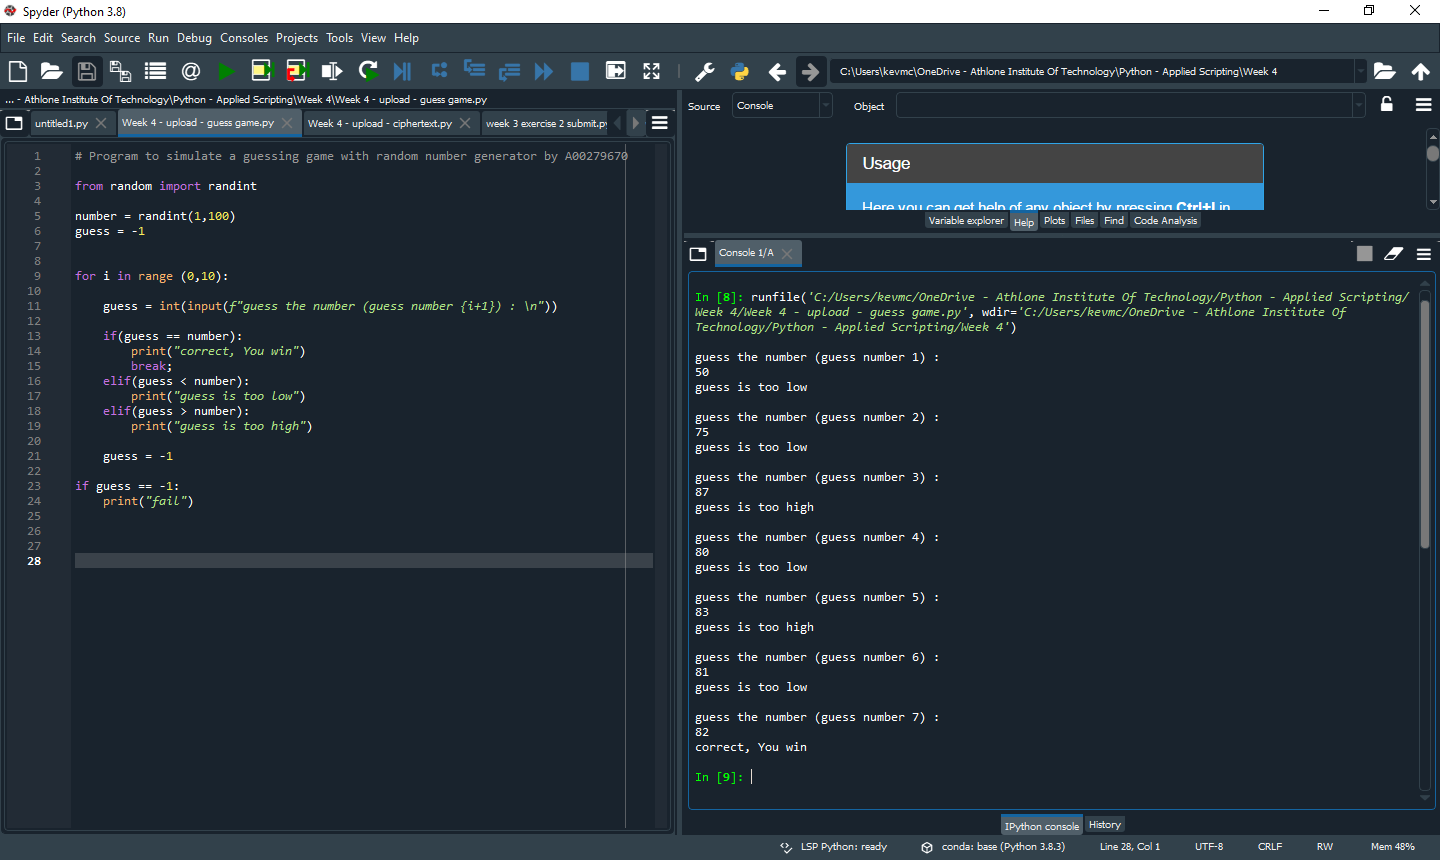 Spyder (Python 3.8)
File Edit Search Source Run Debug Consoles Projects Tools View Help
C:\Users\kevmc\OneDrive - Athlone Institute Of Technology\Python - Applied Scripting\Week 4
... - Athlone Institute Of Technology\Python - Applied Scripting\Week 4\Week 4 - upload - guess game.py
untitled1.py Week 4 - upload - guess game.py Week 4 - upload - ciphertext.py week 3 exercise 2 submit.py
1 # Program to simulate a guessing game with random number generator by A00279670
2
3 from random import randint
4
5 number = randint(1,100)
6 guess = -1
7
8
9 for i in range (0,10):
10
11 guess = int(input(f"guess the number (guess number {i+1}) : \n"))
12
13 if(guess == number):
14 print("correct, You win")
15 break;
16 elif(guess < number):
17 print("guess is too low")
18 elif(guess > number):
19 print("guess is too high")
20
21 guess = -1
22
23 if guess == -1:
24 print("fail")
25
26
27
28
Source Console Object
Usage
Here you can get help of any object by pressing Ctrl+I in
Variable explorer Help Plots Files Find Code Analysis
Console 1/A
In [8]: runfile('C:/Users/kevmc/OneDrive - Athlone Institute Of Technology/Python - Applied Scripting/
Week 4/Week 4 - upload - guess game.py', wdir='C:/Users/kevmc/OneDrive - Athlone Institute Of
Technology/Python - Applied Scripting/Week 4')
guess the number (guess number 1) :
50
guess is too low
guess the number (guess number 2) :
75
guess is too low
guess the number (guess number 3) :
87
guess is too high
guess the number (guess number 4) :
80
guess is too low
guess the number (guess number 5) :
83
guess is too high
guess the number (guess number 6) :
81
guess is too low
guess the number (guess number 7) :
82
correct, You win
In [9]:
IPython console History
LSP Python: ready conda: base (Python 3.8.3) Line 28, Col 1 UTF-8 CRLF RW Mem 48%